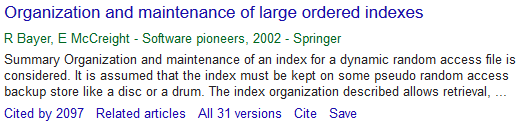 Organization and maintenance of large ordered indexes
R Bayer, E McCreight - Software pioneers, 2002 - Springer
Summary Organization and maintenance of an index for a dynamic random access file is
considered. It is assumed that the index must be kept on some pseudo random access
backup store like a disc or a drum. The index organization described allows retrieval, ...
Cited by 2097 Related articles All 31 versions Cite Save